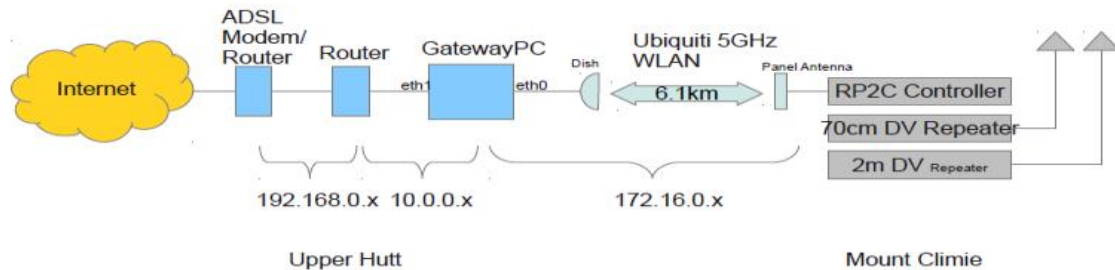 Internet
ADSL
Modem/
Router
Router
GatewayPC
eth1
eth0
Dish
Ubiquiti 5GHz
WLAN
6.1km
Panel Antenna
RP2C Controller
70cm DV Repeater
2m DV Repeater
192.168.0.x
10.0.0.x
172.16.0.x
Upper Hutt
Mount Climie